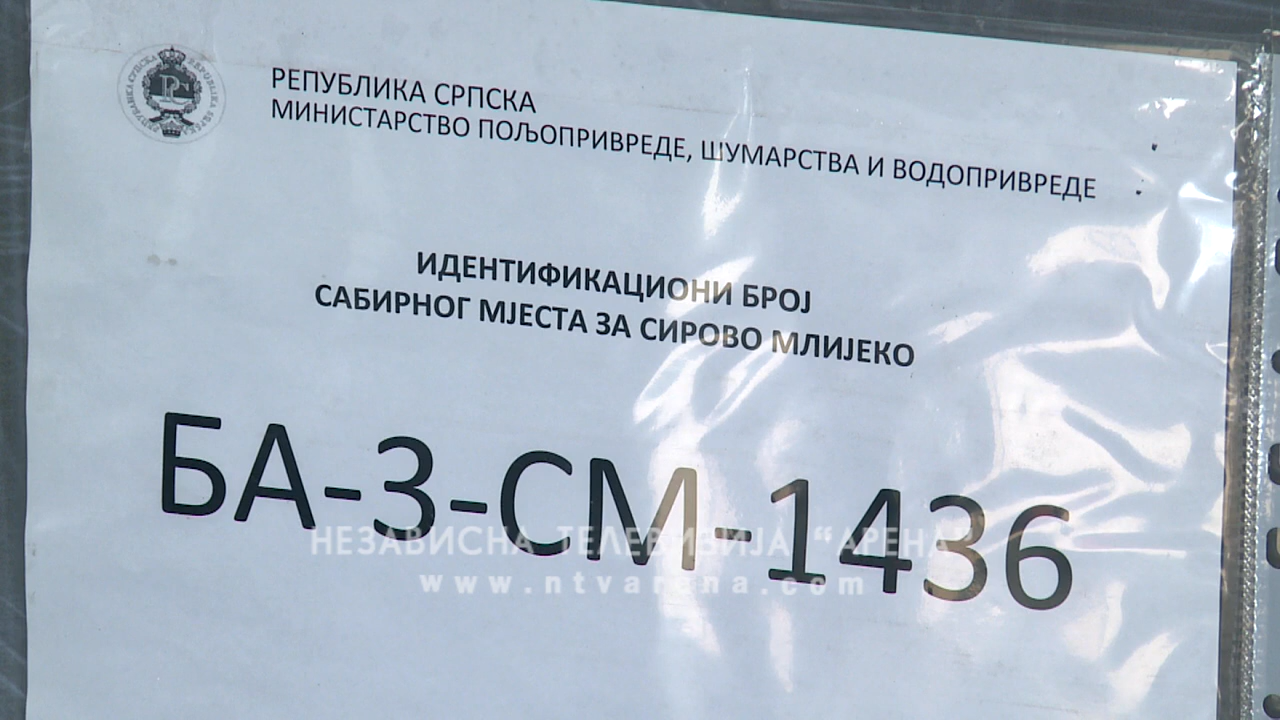 РЕПУБЛИКА СРПСКА
МИНИСТАРСТВО ПОЉОПРИВРЕДЕ, ШУМАРСТВА И ВОДОПРИВРЕДЕ
ИДЕНТИФИКАЦИОНИ БРОЈ
САБИРНОГ МЈЕСТА ЗА СИРОВО МЛИЈЕКО
БА-3-СМ-1436
НЕЗАВИСНА ТЕЛЕВИЗИЈА “АРЕНА”
www.ntvarena.com